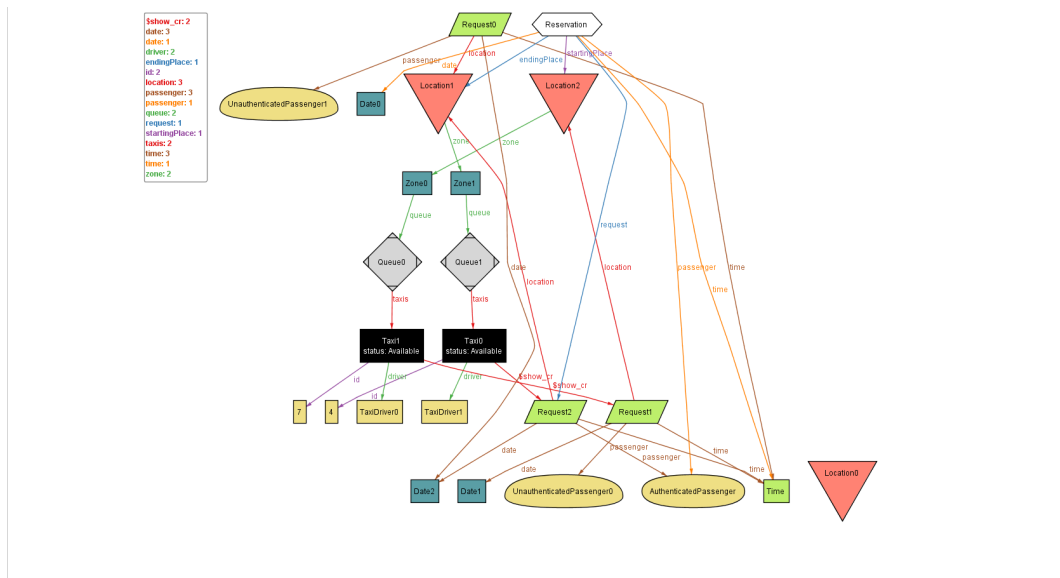 $show_cr: 2
date: 3
date: 1
driver: 2
endingPlace: 1
id: 2
location: 3
passenger: 3
passenger: 1
queue: 2
request: 1
startingPlace: 1
taxis: 2
time: 3
time: 1
zone: 2
Request0
Reservation
passenger
location
date
endingPlace
startingPlace
UnauthenticatedPassenger1
Date0
Location1
Location2
zone
zone
Zone0
Zone1
queue
queue
request
Queue0
Queue1
date
location
location
passenger
time
time
taxis
taxis
Taxi1
status: Available
Taxi0
status: Available
id
driver
id
driver
$show_cr
$show_cr
7
4
TaxiDriver0
TaxiDriver1
Request2
Request1
date
passenger
passenger
time
date
time
Date2
Date1
UnauthenticatedPassenger0
AuthenticatedPassenger
Time
Location0